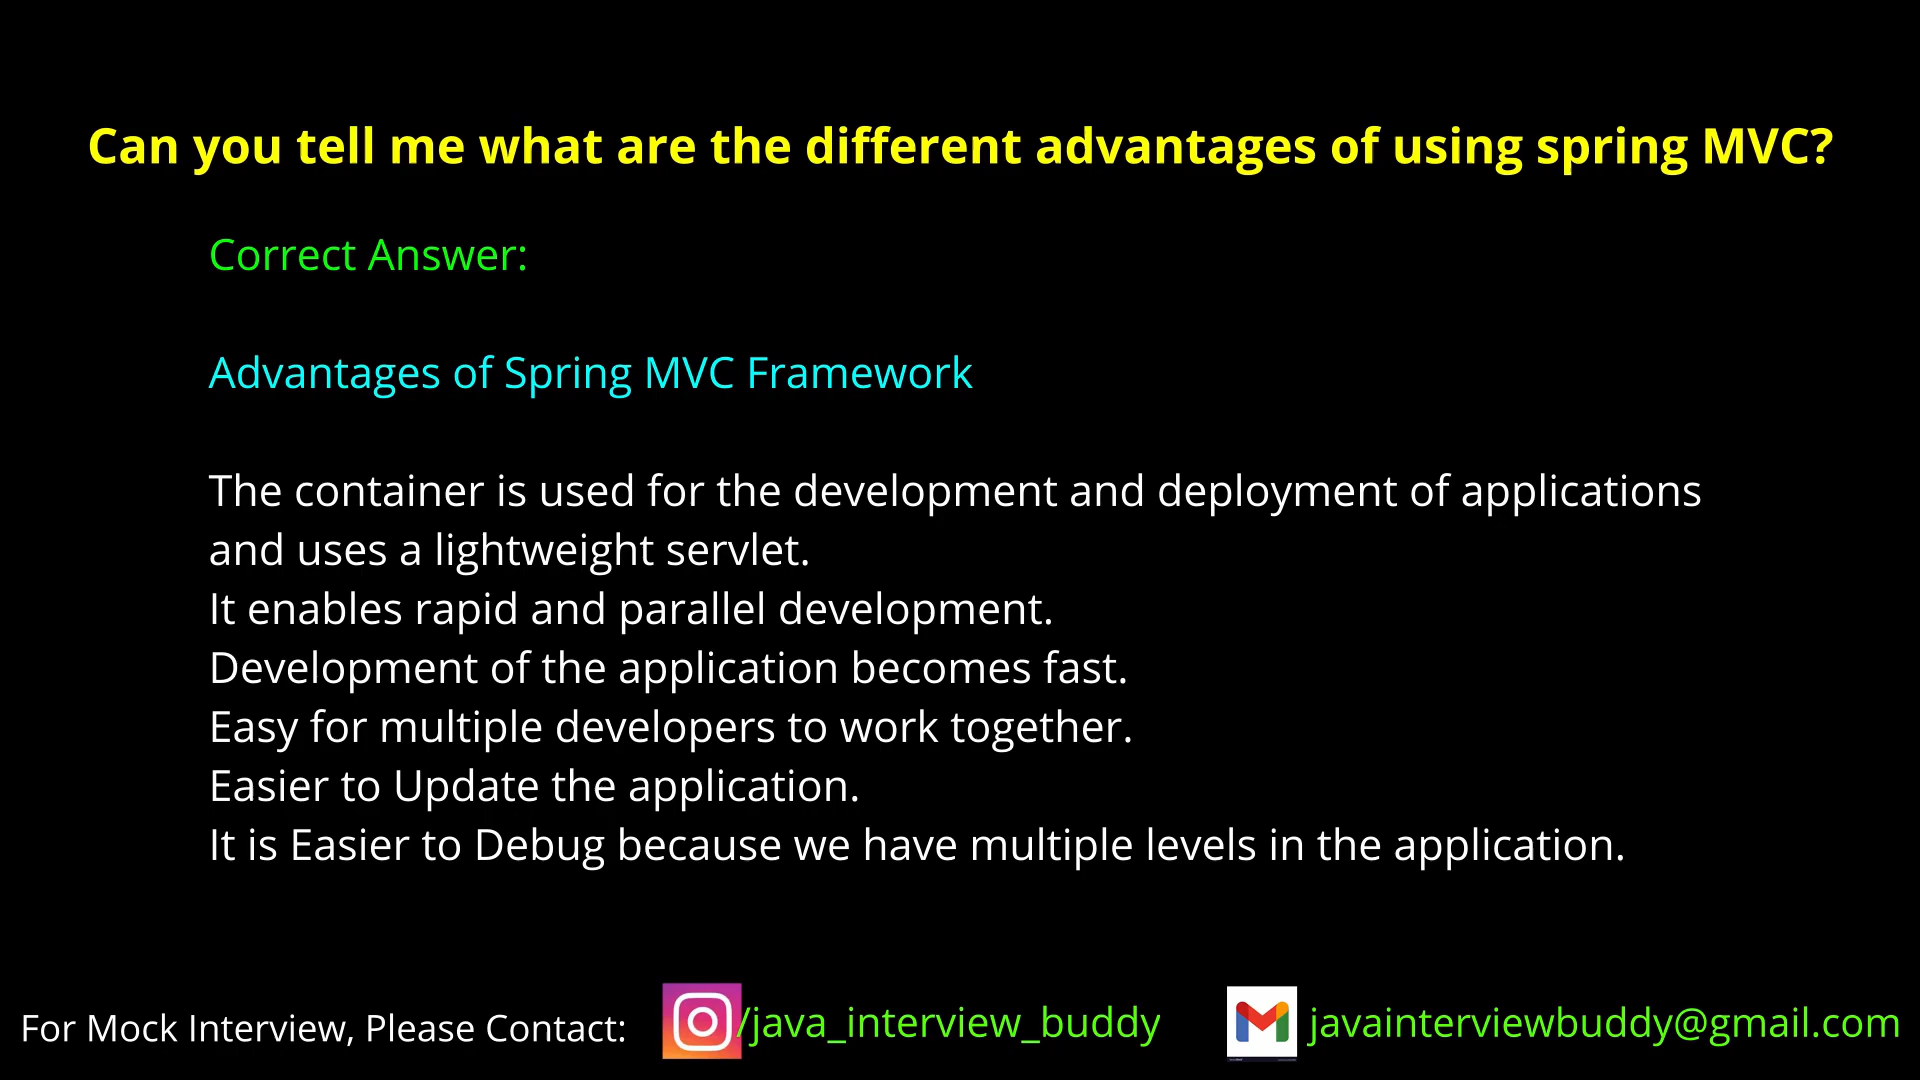 Can you tell me what are the different advantages of using spring MVC?
Correct Answer:
Advantages of Spring MVC Framework
The container is used for the development and deployment of applications
and uses a lightweight servlet.
It enables rapid and parallel development.
Development of the application becomes fast.
Easy for multiple developers to work together.
Easier to Update the application.
It is Easier to Debug because we have multiple levels in the application.
For Mock Interview, Please Contact: /java_interview_buddy javainterviewbuddy@gmail.com